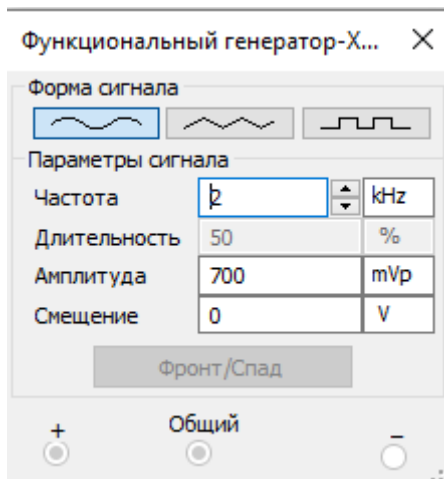 Функциональный генератор-X...
Форма сигнала
Параметры сигнала
Частота 2 kHz
Длительность 50 %
Амплитуда 700 mVp
Смещение 0 V
Фронт/Спад
+ Общий –